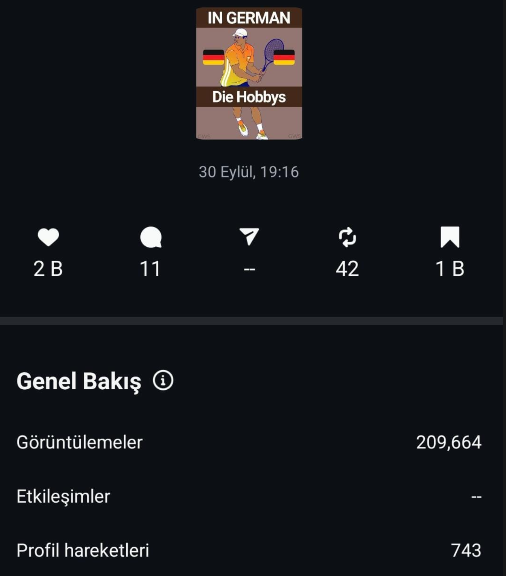 IN GERMAN
Die Hobbys
30 Eylül, 19:16
2 B 11 -- 42 1 B
Genel Bakış
Görüntülemeler 209,664
Etkileşimler --
Profil hareketleri 743